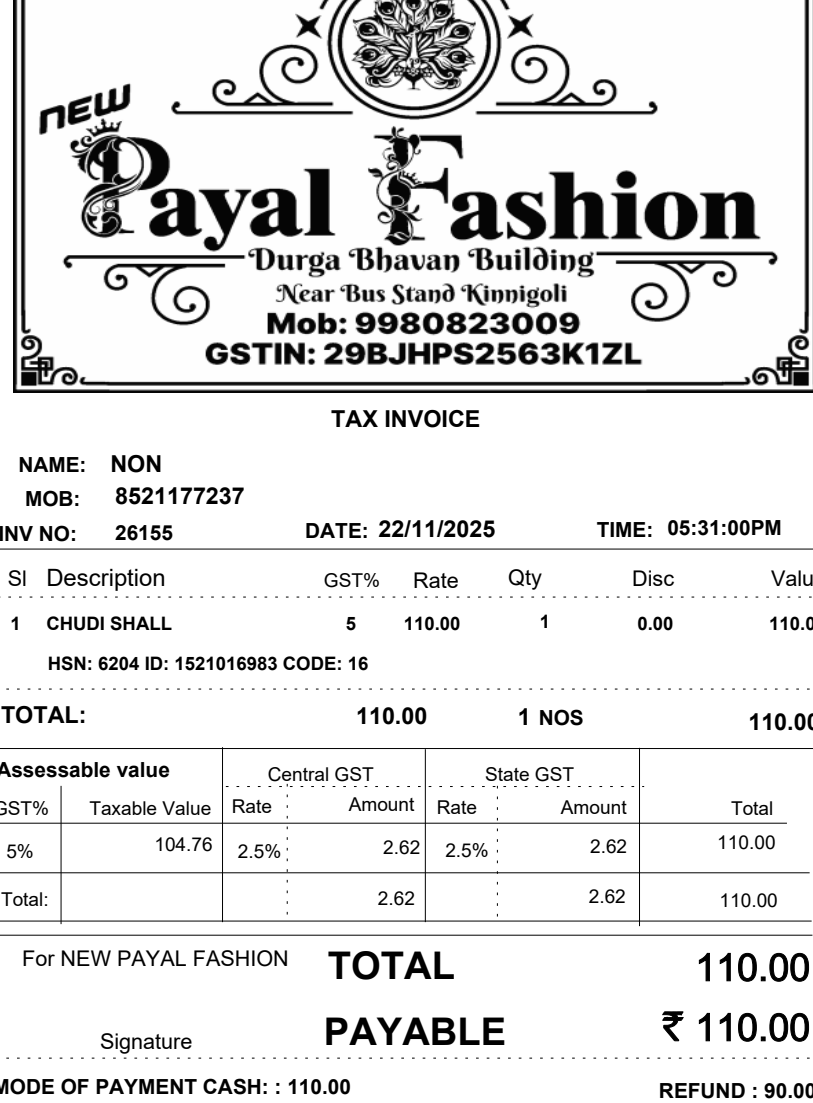 NEW
Payal Fashion
Durga Bhavan Building
Near Bus Stand Kinnigoli
Mob: 9980823009
GSTIN: 29BJHPS2563K1ZL
TAX INVOICE
NAME: NON
MOB: 8521177237
INV NO: 26155 DATE: 22/11/2025 TIME: 05:31:00PM
Sl Description GST% Rate Qty Disc Valu
1 CHUDI SHALL 5 110.00 1 0.00 110.0
HSN: 6204 ID: 1521016983 CODE: 16
TOTAL: 110.00 1 NOS 110.00
Assessable value Central GST State GST
GST% Taxable Value Rate Amount Rate Amount Total
5% 104.76 2.5% 2.62 2.5% 2.62 110.00
Total: 2.62 2.62 110.00
For NEW PAYAL FASHION TOTAL 110.00
Signature PAYABLE ₹ 110.00
MODE OF PAYMENT CASH: : 110.00 REFUND : 90.00